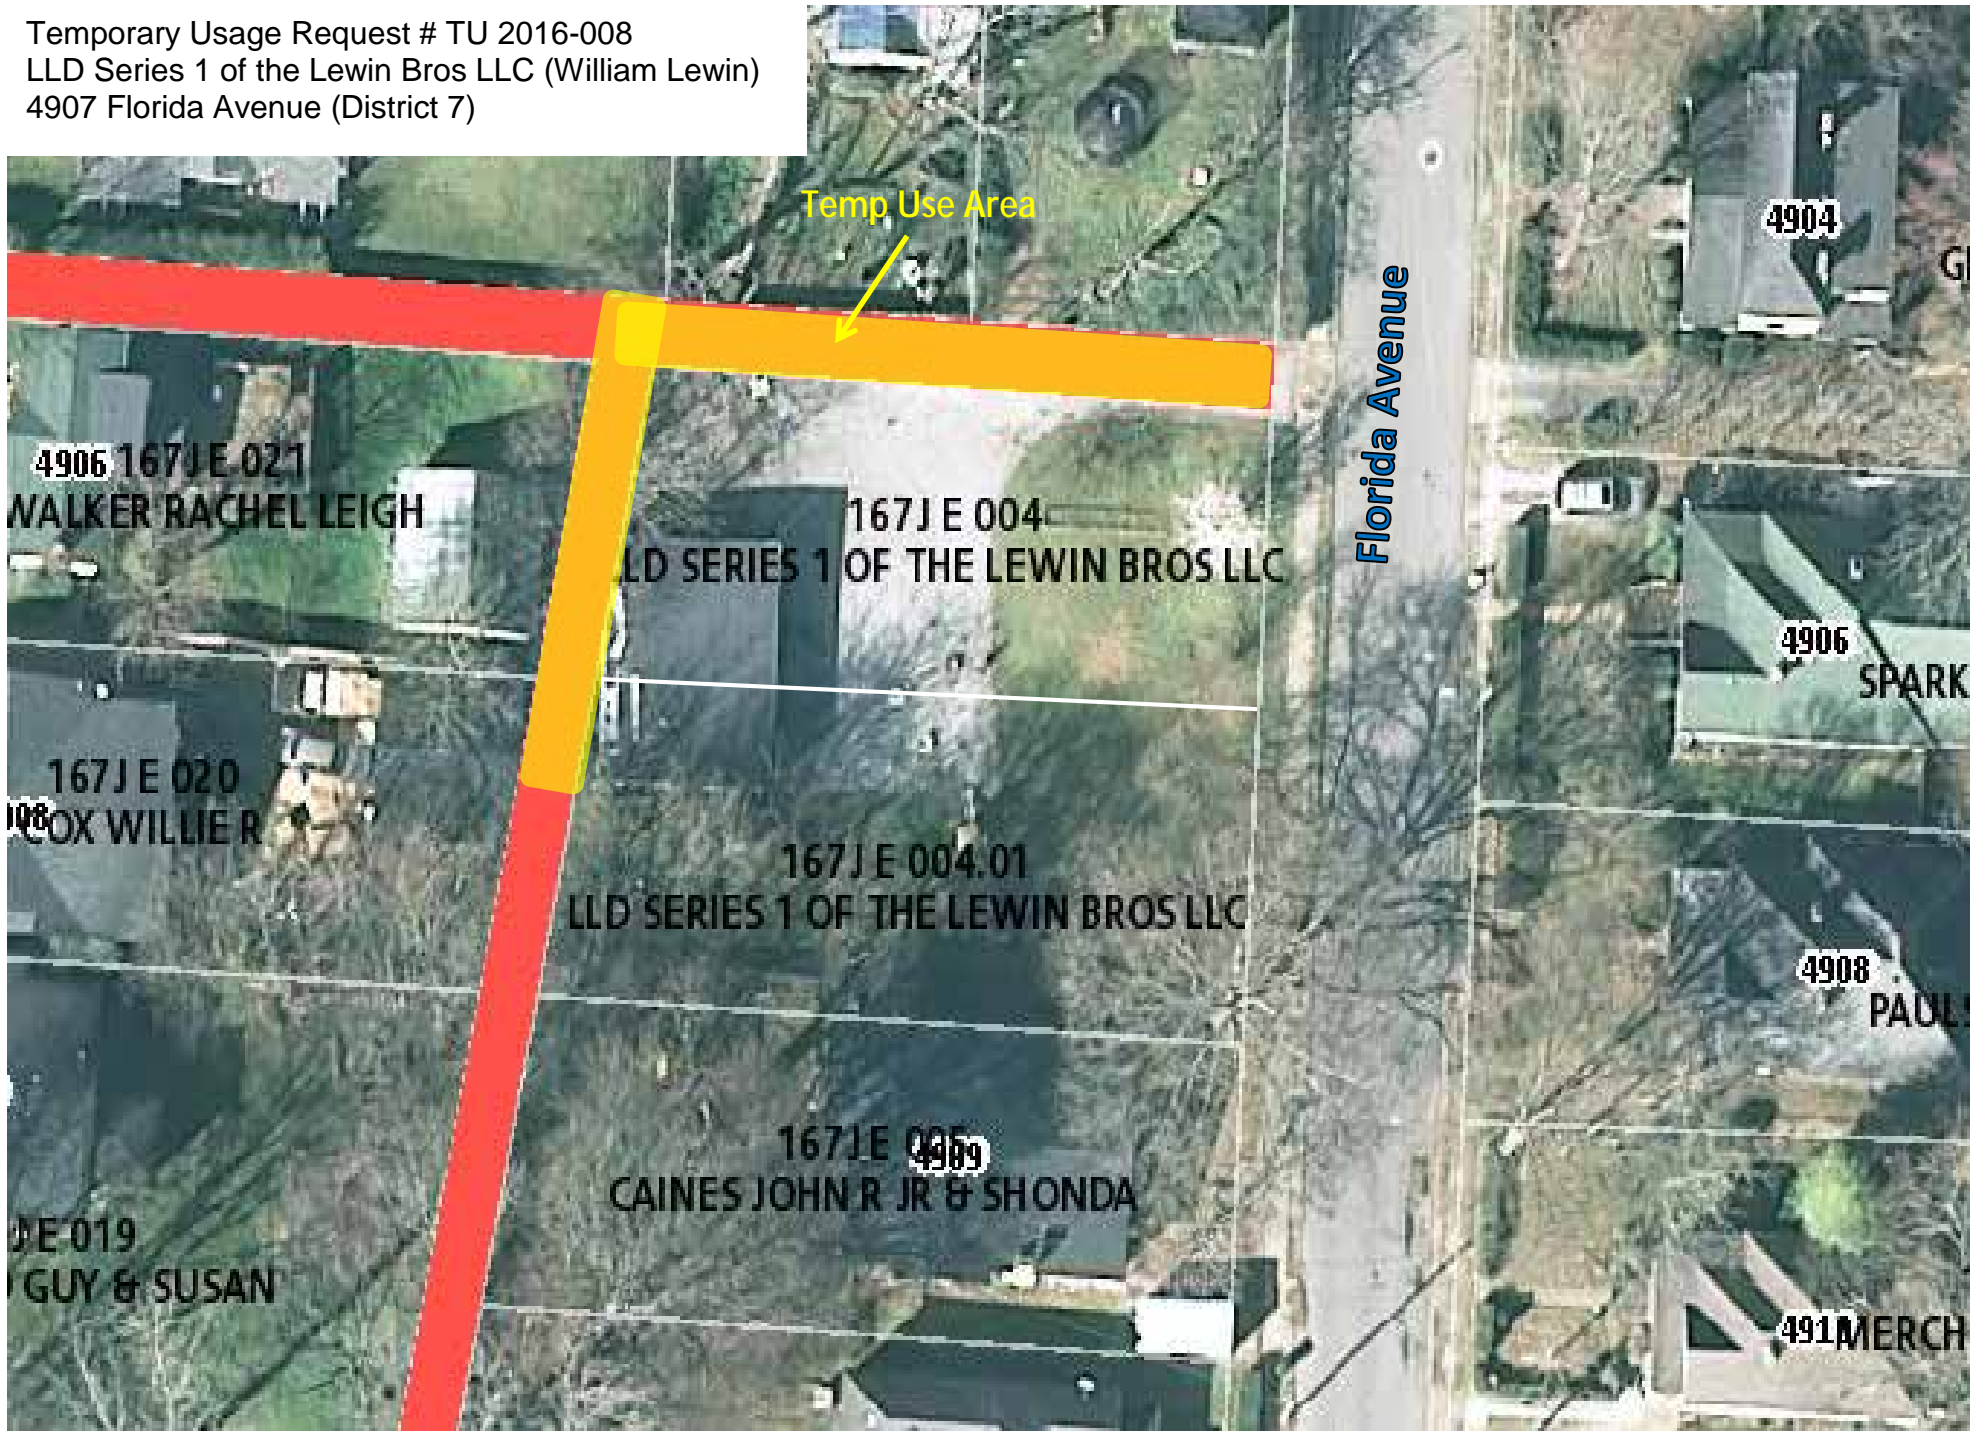 Temporary Usage Request # TU 2016-008
LLD Series 1 of the Lewin Bros LLC (William Lewin)
4907 Florida Avenue (District 7)
Temp Use Area
4904
Florida Avenue
4906 167J E 021
WALKER RACHEL LEIGH
167J E 004
LD SERIES 1 OF THE LEWIN BROS LLC
4906
SPARK
167J E 020
COX WILLIE R
167J E 004.01
LLD SERIES 1 OF THE LEWIN BROS LLC
4908
PAULS
167J E 005
4909
CAINES JOHN R JR & SHONDA
E 019
GUY & SUSAN
MERCH